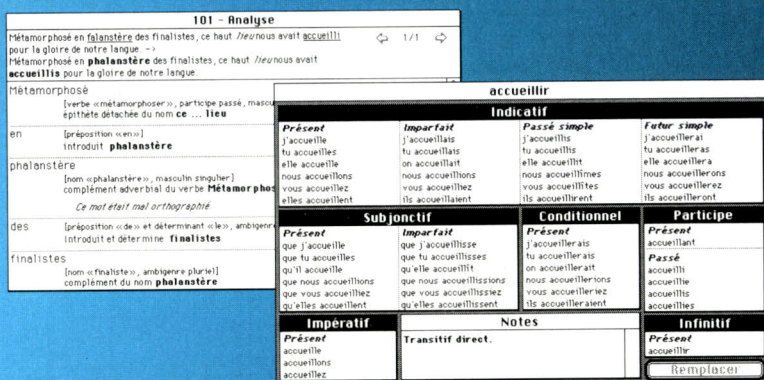 101 - Analyse
Métamorphosé en falanstère des finalistes, ce haut lieu nous avait accueilli
pour la gloire de notre langue. ->
Métamorphosé en phalanstère des finalistes, ce haut lieu nous avait
accueillis pour la gloire de notre langue.
1/1
Métamorphosé
[verbe «métamorphoser», participe passé, mascu
épithète détachée du nom ce ... lieu
en
[préposition «en»]
introduit phalanstère
phalanstère
[nom «phalanstère», masculin singulier]
complément adverbial du verbe Métamorphos
Ce mot était mal orthographié.
des
[préposition «de» et déterminant «le», ambigenre
Introduit et détermine finalistes
finalistes
[nom «finaliste», ambigenre pluriel]
complément du nom phalanstère
accueillir
Indicatif
Présent
j'accueille
tu accueilles
elle accueille
nous accueillons
vous accueillez
elles accueillent
Imparfait
j'accueillais
tu accueillais
on accueillait
nous accueillions
vous accueilliez
ils accueillaient
Passé simple
j'accueillis
tu accueillis
elle accueillit
nous accueillîmes
vous accueillîtes
ils accueillirent
Futur simple
j'accueillerai
tu accueilleras
elle accueillera
nous accueillerons
vous accueillerez
ils accueilleront
Subjonctif
Présent
que j'accueille
que tu accueilles
qu'il accueille
que nous accueillions
que vous accueilliez
qu'elles accueillent
Imparfait
que j'accueillisse
que tu accueillisses
qu'elle accueillît
que nous accueillissions
que vous accueillissiez
qu'elles accueillissent
Conditionnel
Présent
j'accueillerais
tu accueillerais
on accueillerait
nous accueillerions
vous accueilleriez
ils accueilleraient
Participe
Présent
accueillant
Passé
accueilli
accueillie
accueillis
accueillies
Impératif
Présent
accueille
accueillons
accueillez
Notes
Transitif direct.
Infinitif
Présent
accueillir
Remplacer